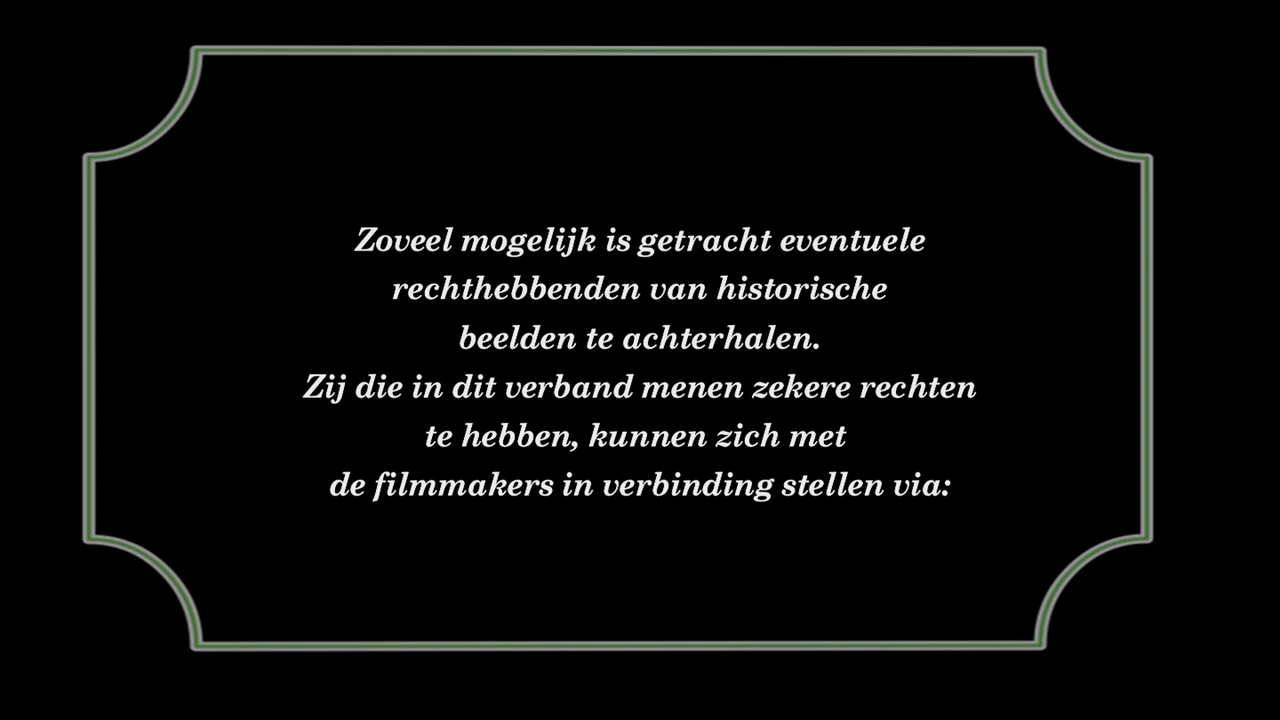 Zoveel mogelijk is getracht eventuele
rechthebbenden van historische
beelden te achterhalen.
Zij die in dit verband menen zekere rechten
te hebben, kunnen zich met
de filmmakers in verbinding stellen via: